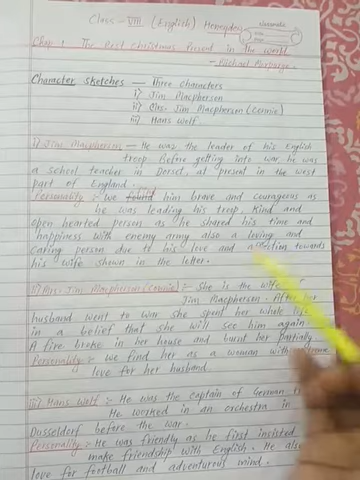 Class - VIII (English) Honeydew
Chap. 1 The Best Christmas Present in the world
- Michael Morpurgo
Character sketches - Three characters
i) Jim Macpherson
ii) Mrs. Jim Macpherson (Connie)
iii) Hans Wolf
i) Jim Macpherson - He was the leader of his English
troop. Before getting into war, he was
a school teacher in Dorset, at present in the west
part of England.
Personality :- We found him brave and courageous as
he was leading his troop. Kind and
open hearted person as he shared his time and
happiness with enemy army also a loving and
caring person due to his love and affection towards
his wife shown in the letter.
ii) Mrs. Jim Macpherson (Connie) :- She is the wife of
Jim Macpherson. After her
husband went to war she spent her whole life
in a belief that she will see him again.
A fire broke in her house and burnt her partially.
Personality :- We find her as a woman with
love for her husband.
iii) Hans Wolf :- He was the captain of German
He worked in an orchestra in
Dusseldorf before the war.
Personality :- He was friendly as he first insisted
make friendship with English. He also
love for football and adventurous mind.